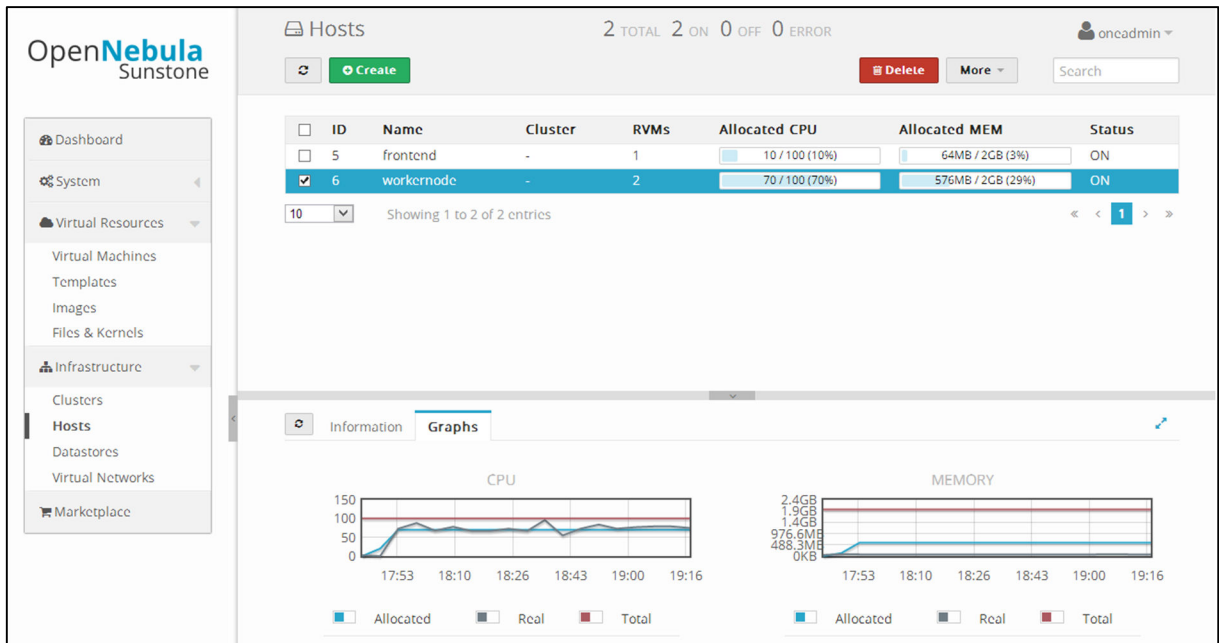 OpenNebula
Sunstone
Hosts
2 TOTAL 2 ON 0 OFF 0 ERROR
oneadmin
Create
Delete
More
Search
Dashboard
System
Virtual Resources
Virtual Machines
Templates
Images
Files & Kernels
Infrastructure
Clusters
Hosts
Datastores
Virtual Networks
Marketplace
ID Name Cluster RVMs Allocated CPU Allocated MEM Status
5 frontend - 1 10 / 100 (10%) 64MB / 2GB (3%) ON
6 workernode - 2 70 / 100 (70%) 576MB / 2GB (29%) ON
10 Showing 1 to 2 of 2 entries « < 1 > »
Information Graphs
CPU
150
100
50
0
17:53 18:10 18:26 18:43 19:00 19:16
Allocated Real Total
MEMORY
2.4GB
1.9GB
1.4GB
976.6MB
488.3MB
0KB
17:53 18:10 18:26 18:43 19:00 19:16
Allocated Real Total